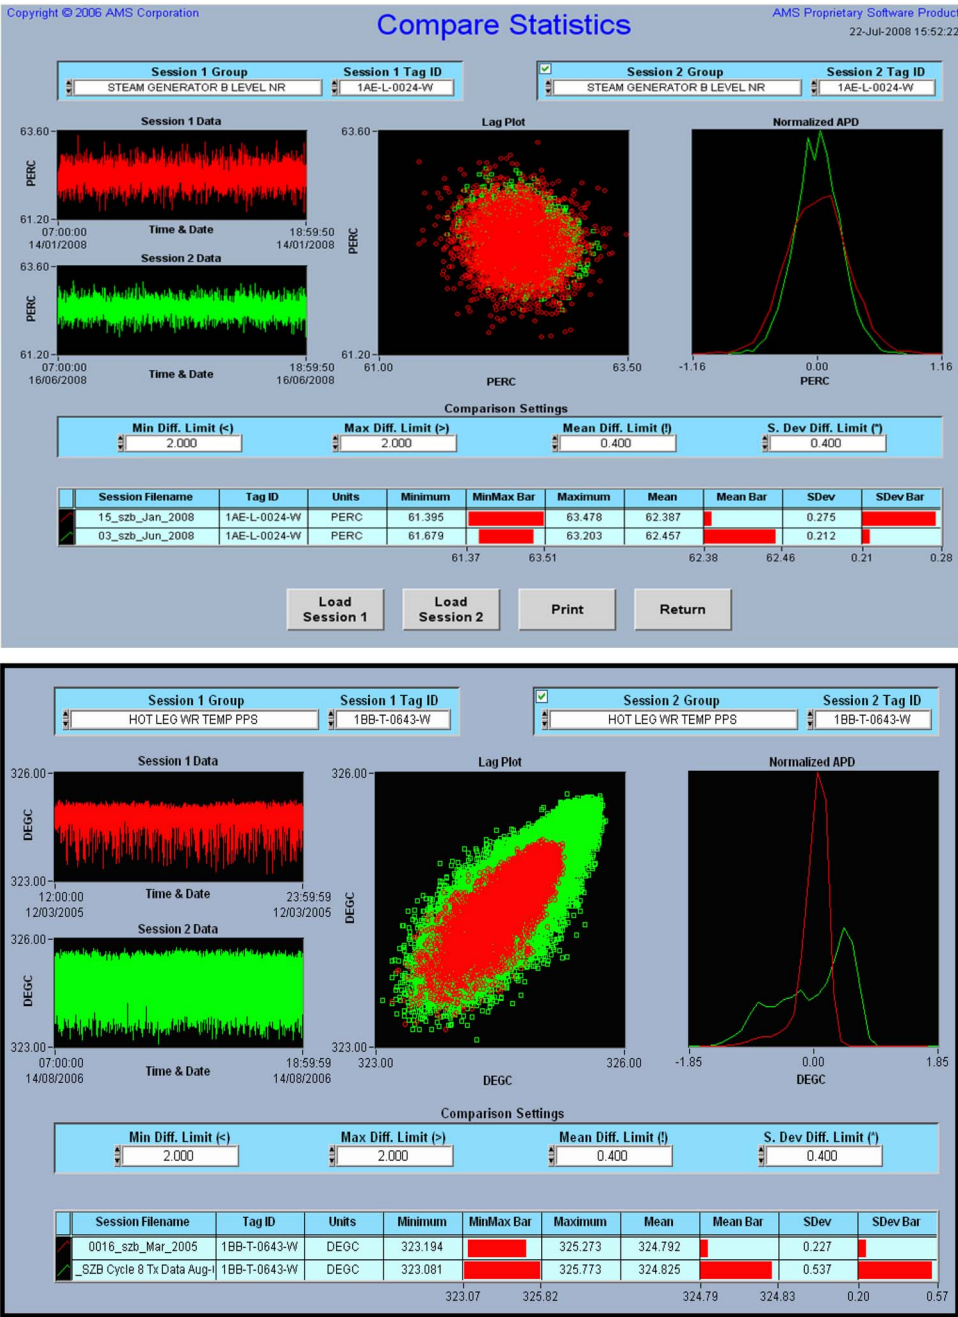 Copyright © 2006 AMS Corporation
Compare Statistics
AMS Proprietary Software Product
22-Jul-2008 15:52:22
Session 1 Group
Session 1 Tag ID
STEAM GENERATOR B LEVEL NR
1AE-L-0024-W
Session 2 Group
Session 2 Tag ID
STEAM GENERATOR B LEVEL NR
1AE-L-0024-W
Session 1 Data
63.60
PERC
61.20
07:00:00
14/01/2008
Time & Date
18:59:50
14/01/2008
Session 2 Data
63.60
PERC
61.20
07:00:00
16/06/2008
Time & Date
18:59:50
16/06/2008
Lag Plot
63.60
PERC
61.20
61.00
63.50
PERC
Normalized APD
-1.16
0.00
1.16
PERC
Comparison Settings
Min Diff. Limit (<)
Max Diff. Limit (>)
Mean Diff. Limit (!)
S. Dev Diff. Limit (*)
2.000
2.000
0.400
0.400
Session Filename Tag ID Units Minimum MinMax Bar Maximum Mean Mean Bar SDev SDev Bar
15_szb_Jan_2008 1AE-L-0024-W PERC 61.395 63.478 62.387 0.275
03_szb_Jun_2008 1AE-L-0024-W PERC 61.679 63.203 62.457 0.212
61.37 63.51 62.38 62.46 0.21 0.28
Load Session 1
Load Session 2
Print
Return
Session 1 Group
Session 1 Tag ID
HOT LEG WR TEMP PPS
1BB-T-0643-W
Session 2 Group
Session 2 Tag ID
HOT LEG WR TEMP PPS
1BB-T-0643-W
Session 1 Data
326.00
DEGC
323.00
12:00:00
12/03/2005
Time & Date
23:59:59
12/03/2005
Session 2 Data
326.00
DEGC
323.00
07:00:00
14/08/2006
Time & Date
18:59:59
14/08/2006
Lag Plot
326.00
DEGC
323.00
323.00
326.00
DEGC
Normalized APD
-1.85
0.00
1.85
DEGC
Comparison Settings
Min Diff. Limit (<)
Max Diff. Limit (>)
Mean Diff. Limit (!)
S. Dev Diff. Limit (*)
2.000
2.000
0.400
0.400
Session Filename Tag ID Units Minimum MinMax Bar Maximum Mean Mean Bar SDev SDev Bar
0016_szb_Mar_2005 1BB-T-0643-W DEGC 323.194 325.273 324.792 0.227
_SZB Cycle 8 Tx Data Aug-( 1BB-T-0643-W DEGC 323.081 325.773 324.825 0.537
323.07 325.82 324.79 324.83 0.20 0.57